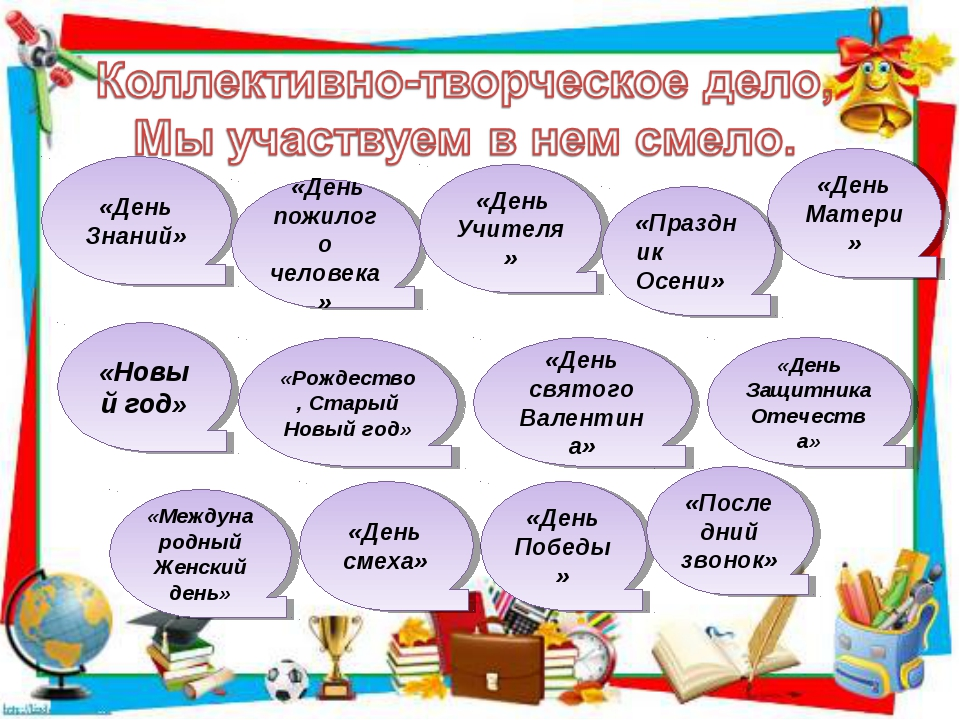 Коллективно-творческое дело,
Мы участвуем в нем смело.
«День
Знаний»
«День
пожилог
о
человека
»
«День
Учителя
»
«Праздн
ик
Осени»
«День
Матери
»
«Новы
й год»
«Рождество
, Старый
Новый год»
«День
святого
Валентин
а»
«День
Защитника
Отечеств
а»
«Междуна
родный
Женский
день»
«День
смеха»
«День
Победы
»
«После
дний
звонок»